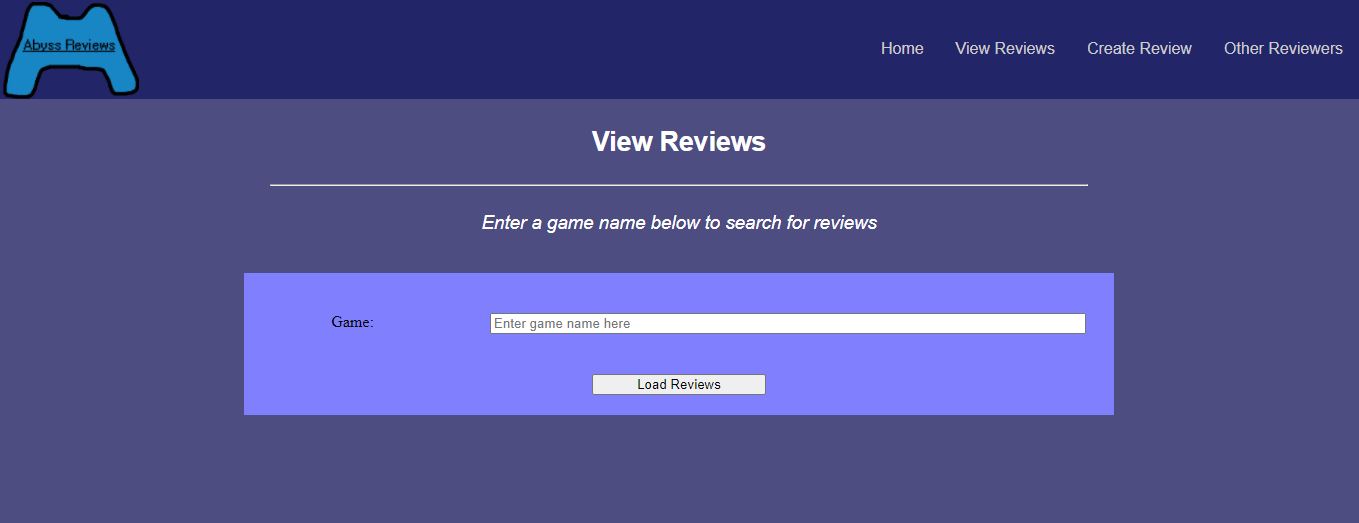 Abyss Reviews
Home
View Reviews
Create Review
Other Reviewers
View Reviews
Enter a game name below to search for reviews
Game:
Enter game name here
Load Reviews